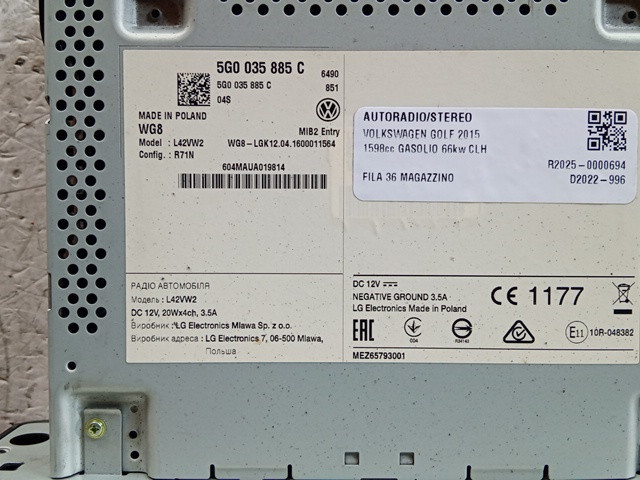 5G0 035 885 C
6490
5G0 035 885 C
851
04S
MADE IN POLAND
WG8
MIB2 Entry
Model : L42VW2
WG8-LGK12.04.1600011564
Config. : R71N
604MAUA019814
AUTORADIO/STEREO
VOLKSWAGEN GOLF 2015
1598cc GASOLIO 66kw CLH
R2025-0000694
FILA 36 MAGAZZINO
D2022-996
РАДІО АВТОМОБІЛЯ
Модель : L42VW2
DC 12V, 20Wx4ch, 3.5A
Виробник : LG Electronics Mlawa Sp. z o.o.
Виробник адреса : LG Electronics 7, 06-500 Mlawa,
Польша
DC 12V
NEGATIVE GROUND 3.5A
LG Electronics Made in Poland
CE 1177
EAC
004
E11
10R-048382
MEZ65793001